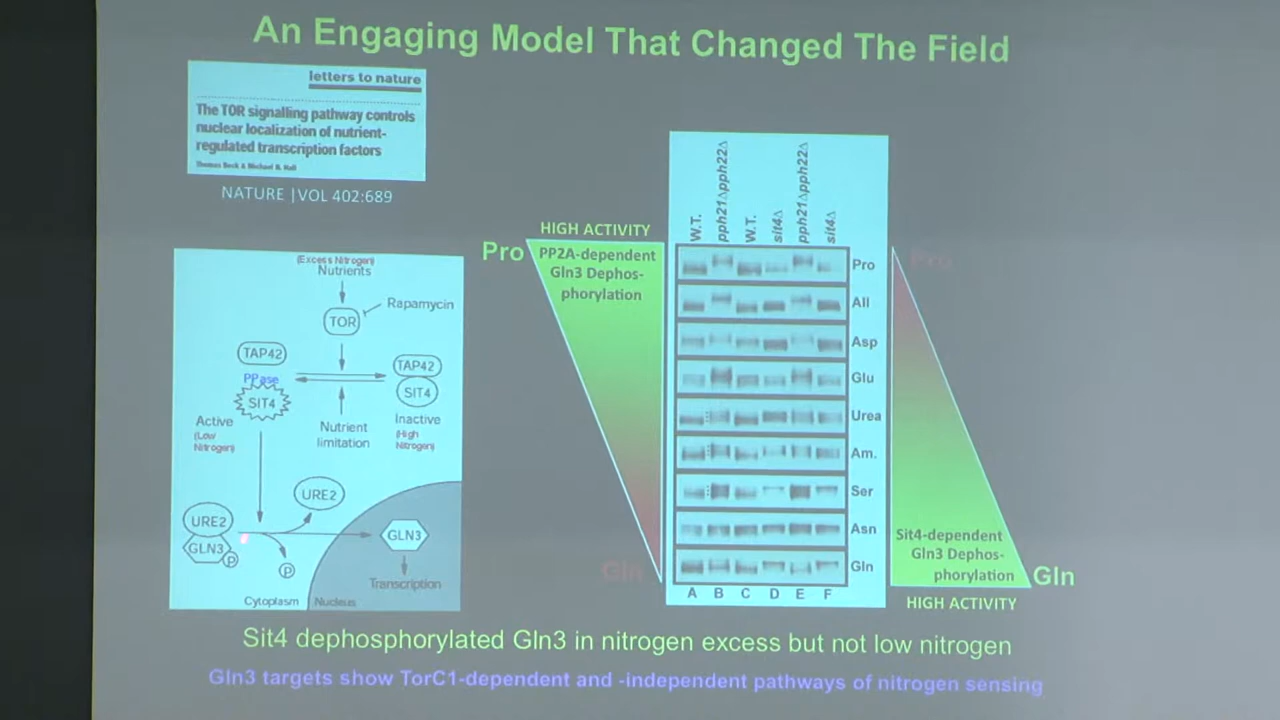 An Engaging Model That Changed The Field
letters to nature
The TOR signalling pathway controls
nuclear localization of nutrient-
regulated transcription factors
Thomas Beck & Michael N. Hall
NATURE |VOL 402:689
(Excess Nitrogen)
Nutrients
Rapamycin
TOR
TAP42
PPase
SIT4
TAP42
SIT4
Active
(Low
Nitrogen)
Nutrient
limitation
Inactive
(High
Nitrogen)
URE2
URE2
GLN3
P
P
GLN3
Transcription
Cytoplasm
Nucleus
HIGH ACTIVITY
Pro
PP2A-dependent
Gln3 Dephos-
phorylation
Gln
W.T.
pph21Δpph22Δ
W.T.
sit4Δ
pph21Δpph22Δ
sit4Δ
Pro
All
Asp
Glu
Urea
Am.
Ser
Asn
Gln
A B C D E F
Pro
Sit4-dependent
Gln3 Dephos-
phorylation
Gln
HIGH ACTIVITY
Sit4 dephosphorylated Gln3 in nitrogen excess but not low nitrogen
Gln3 targets show TorC1-dependent and -independent pathways of nitrogen sensing